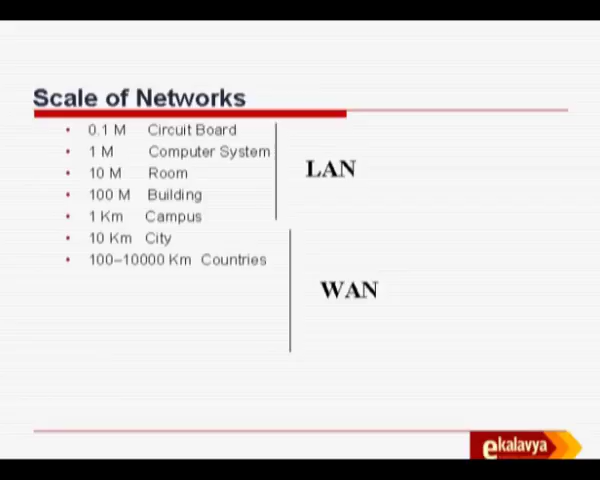 Scale of Networks
• 0.1 M Circuit Board
• 1 M Computer System
• 10 M Room
• 100 M Building
• 1 Km Campus
• 10 Km City
• 100–10000 Km Countries
LAN
WAN
ekalavya